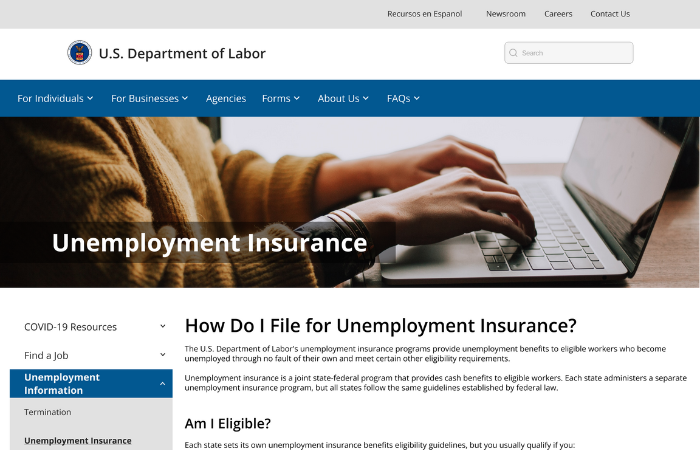 Recursos en Espanol Newsroom Careers Contact Us
U.S. Department of Labor
Search
For Individuals For Businesses Agencies Forms About Us FAQs
Unemployment Insurance
COVID-19 Resources
Find a Job
Unemployment
Information
Termination
Unemployment Insurance
How Do I File for Unemployment Insurance?
The U.S. Department of Labor's unemployment insurance programs provide unemployment benefits to eligible workers who become
unemployed through no fault of their own and meet certain other eligibility requirements.
Unemployment insurance is a joint state-federal program that provides cash benefits to eligible workers. Each state administers a separate
unemployment insurance program, but all states follow the same guidelines established by federal law.
Am I Eligible?
Each state sets its own unemployment insurance benefits eligibility guidelines, but you usually qualify if you: